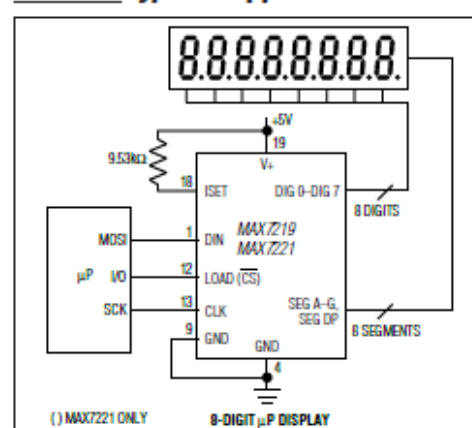 8.8.8.8.8.8.8.8.
+5V
19
9.53kΩ
V+
18
ISET
DIG 0–DIG 7
8 DIGITS
MAX7219
MAX7221
MOSI
1
DIN
µP
I/O
12
LOAD (CS)
SCK
13
CLK
SEG A–G,
SEG DP
9
GND
8 SEGMENTS
GND
4
( ) MAX7221 ONLY
8-DIGIT µP DISPLAY